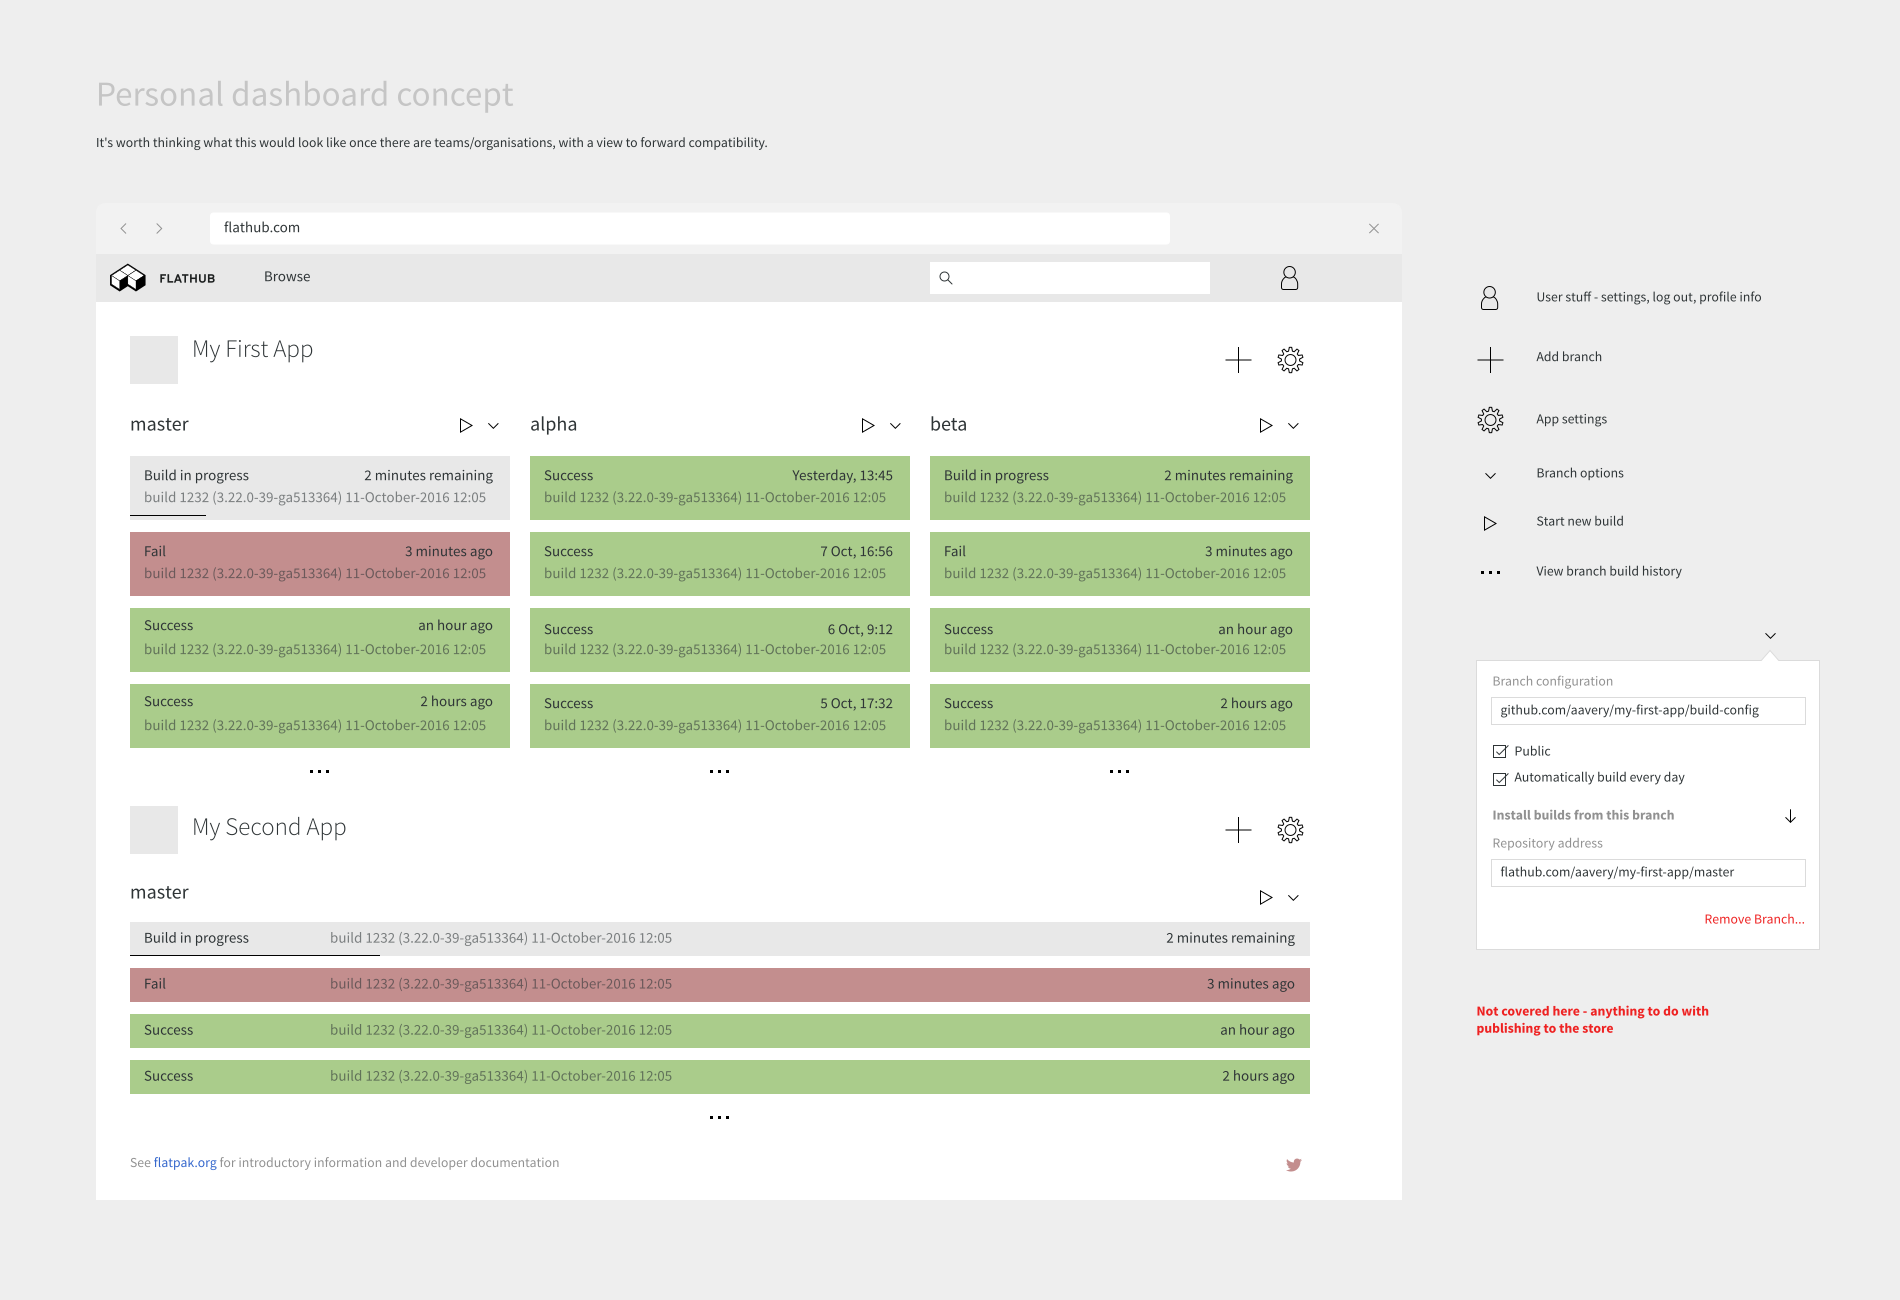 Personal dashboard concept
It's worth thinking what this would look like once there are teams/organisations, with a view to forward compatibility.
flathub.com
FLATHUB
Browse
My First App
master
Build in progress 2 minutes remaining
build 1232 (3.22.0-39-ga513364) 11-October-2016 12:05
Fail 3 minutes ago
build 1232 (3.22.0-39-ga513364) 11-October-2016 12:05
Success an hour ago
build 1232 (3.22.0-39-ga513364) 11-October-2016 12:05
Success 2 hours ago
build 1232 (3.22.0-39-ga513364) 11-October-2016 12:05
alpha
Success Yesterday, 13:45
build 1232 (3.22.0-39-ga513364) 11-October-2016 12:05
Success 7 Oct, 16:56
build 1232 (3.22.0-39-ga513364) 11-October-2016 12:05
Success 6 Oct, 9:12
build 1232 (3.22.0-39-ga513364) 11-October-2016 12:05
Success 5 Oct, 17:32
build 1232 (3.22.0-39-ga513364) 11-October-2016 12:05
beta
Build in progress 2 minutes remaining
build 1232 (3.22.0-39-ga513364) 11-October-2016 12:05
Fail 3 minutes ago
build 1232 (3.22.0-39-ga513364) 11-October-2016 12:05
Success an hour ago
build 1232 (3.22.0-39-ga513364) 11-October-2016 12:05
Success 2 hours ago
build 1232 (3.22.0-39-ga513364) 11-October-2016 12:05
My Second App
master
Build in progress build 1232 (3.22.0-39-ga513364) 11-October-2016 12:05 2 minutes remaining
Fail build 1232 (3.22.0-39-ga513364) 11-October-2016 12:05 3 minutes ago
Success build 1232 (3.22.0-39-ga513364) 11-October-2016 12:05 an hour ago
Success build 1232 (3.22.0-39-ga513364) 11-October-2016 12:05 2 hours ago
See flatpak.org for introductory information and developer documentation
User stuff - settings, log out, profile info
Add branch
App settings
Branch options
Start new build
View branch build history
Branch configuration
github.com/aavery/my-first-app/build-config
Public
Automatically build every day
Install builds from this branch
Repository address
flathub.com/aavery/my-first-app/master
Remove Branch...
Not covered here - anything to do with
publishing to the store